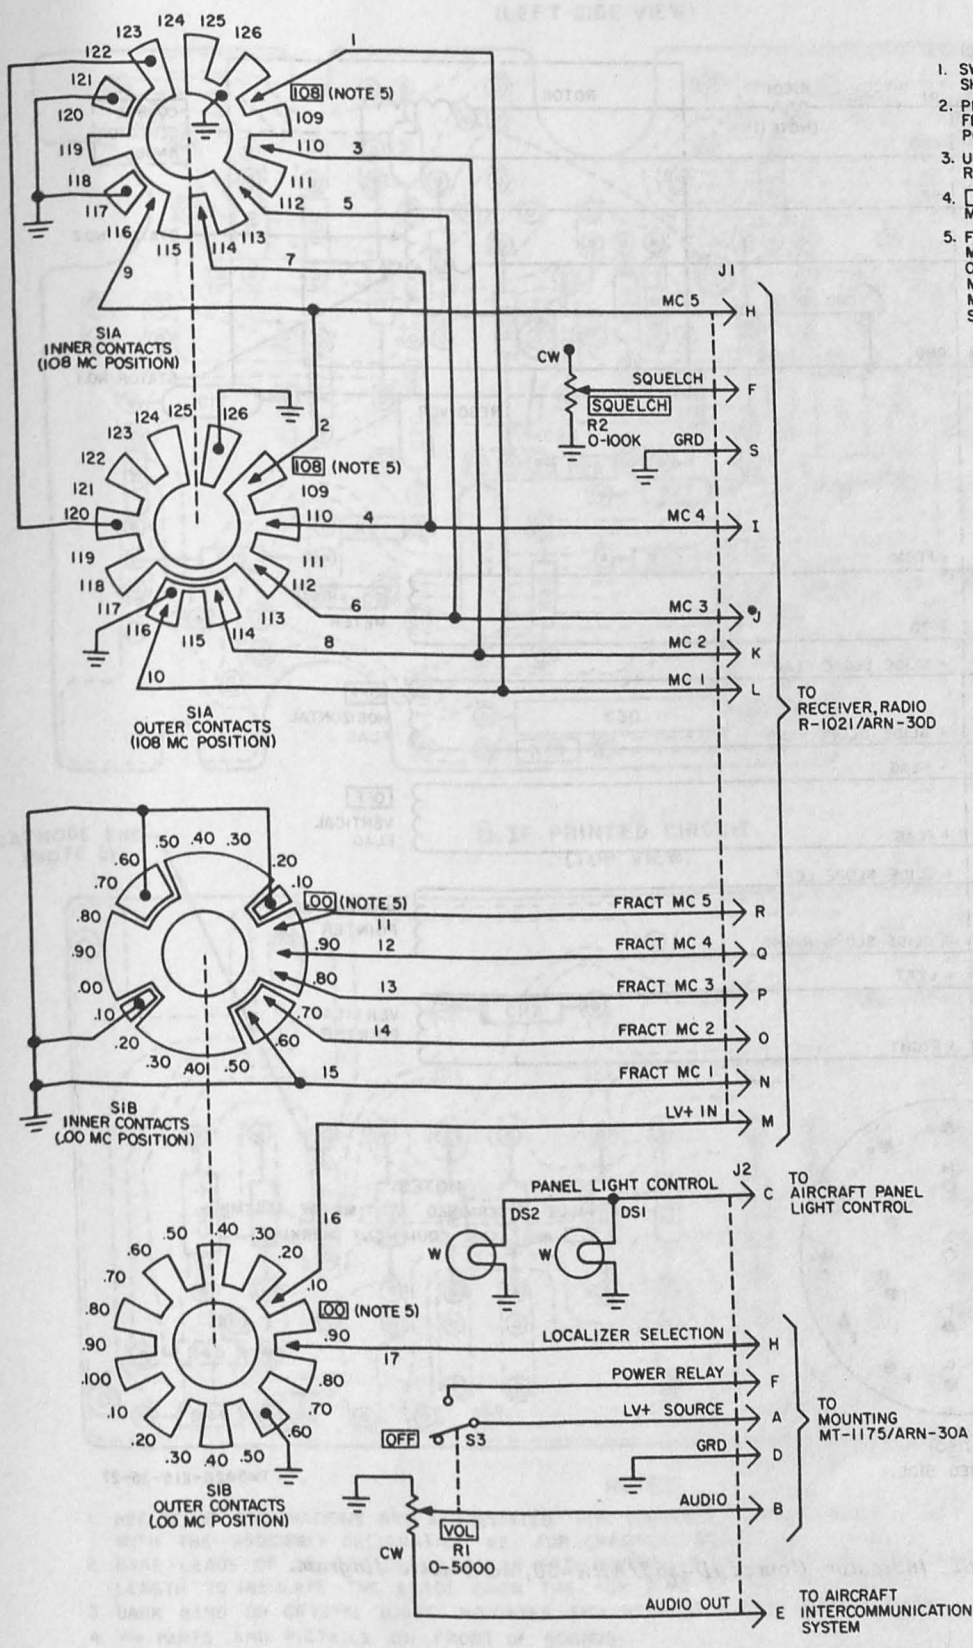 124 125
123 126
122
121
120
119
118
117
116
115 114 113
112
111
110
109
108 (NOTE 5)
1
3
5
7
9
S1A
INNER CONTACTS
(108 MC POSITION)
124 125 126
123
122
121
120
119
118
117
116
115 114 113
112
111
110
109
108 (NOTE 5)
2
4
6
8
10
S1A
OUTER CONTACTS
(108 MC POSITION)
.50 .40 .30
.60 .20
.70 .10
.80
.90
.00
.10
.20
.30 .40 .50
.60
.70
.80
.90
.00 (NOTE 5)
11
12
13
14
15
S1B
INNER CONTACTS
(.00 MC POSITION)
16
.50 .40 .30
.60 .20
.70 .10
.80
.90
.100
.10
.20
.30 .40 .50
.60
.70
.80
.90
.00 (NOTE 5)
17
S1B
OUTER CONTACTS
(.00 MC POSITION)
J1
MC 5 H
CW
SQUELCH F
SQUELCH
R2
0-100K
GRD S
MC 4 I
MC 3 J
MC 2 K
MC 1 L
TO
RECEIVER, RADIO
R-1021/ARN-30D
FRACT MC 5 R
FRACT MC 4 Q
FRACT MC 3 P
FRACT MC 2 O
FRACT MC 1 N
LV+ IN M
J2
PANEL LIGHT CONTROL C
TO
AIRCRAFT PANEL
LIGHT CONTROL
DS2 DS1
W W
LOCALIZER SELECTION H
POWER RELAY F
LV+ SOURCE A
OFF S3
GRD D
AUDIO B
TO
MOUNTING
MT-1175/ARN-30A
VOL
R1
0-5000
CW
AUDIO OUT E
TO AIRCRAFT
INTERCOMMUNICATION
SYSTEM
1.
2.
3.
4.
5.